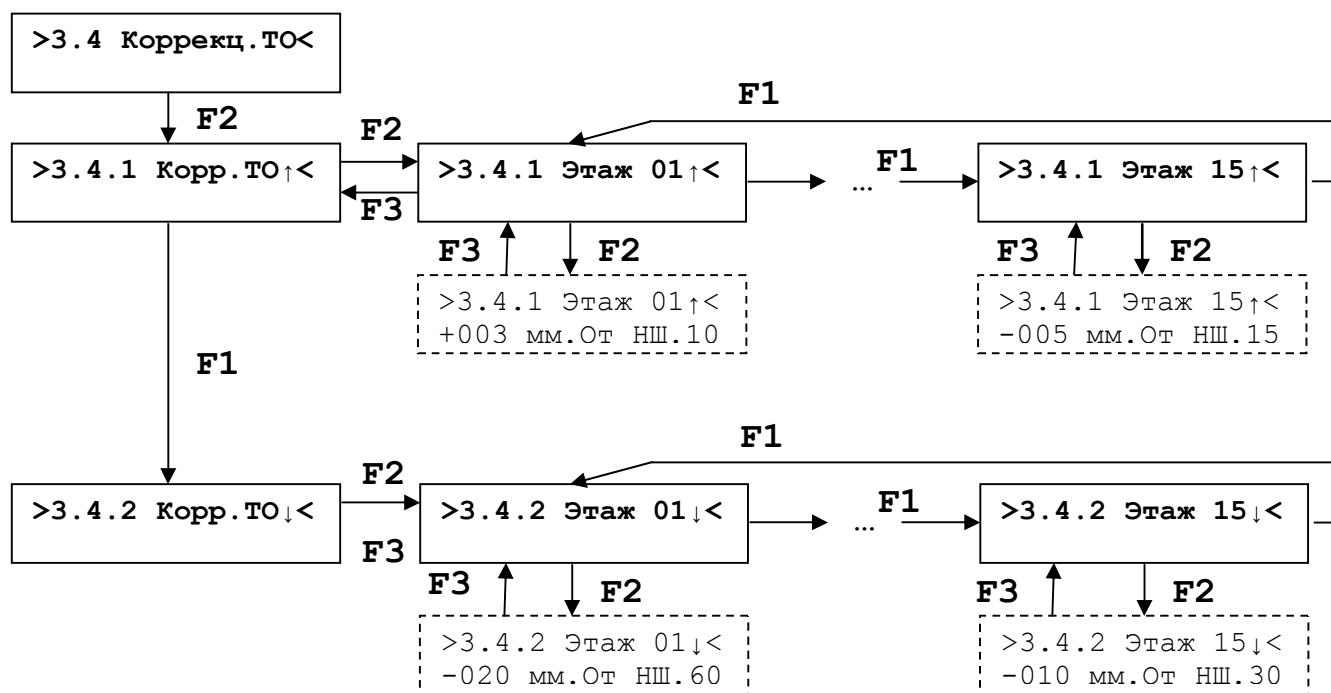 >3.4 Коррекц.ТО<
F2
F1
>3.4.1 Корр.ТО↑<
F2
F3
>3.4.1 Этаж 01↑<
...
F1
>3.4.1 Этаж 15↑<
F3
F2
F3
F2
>3.4.1 Этаж 01↑<
+003 мм.От НШ.10
>3.4.1 Этаж 15↑<
-005 мм.От НШ.15
F1
F1
>3.4.2 Корр.ТО↓<
F2
F3
>3.4.2 Этаж 01↓<
...
F1
>3.4.2 Этаж 15↓<
F3
F2
F3
F2
>3.4.2 Этаж 01↓<
-020 мм.От НШ.60
>3.4.2 Этаж 15↓<
-010 мм.От НШ.30